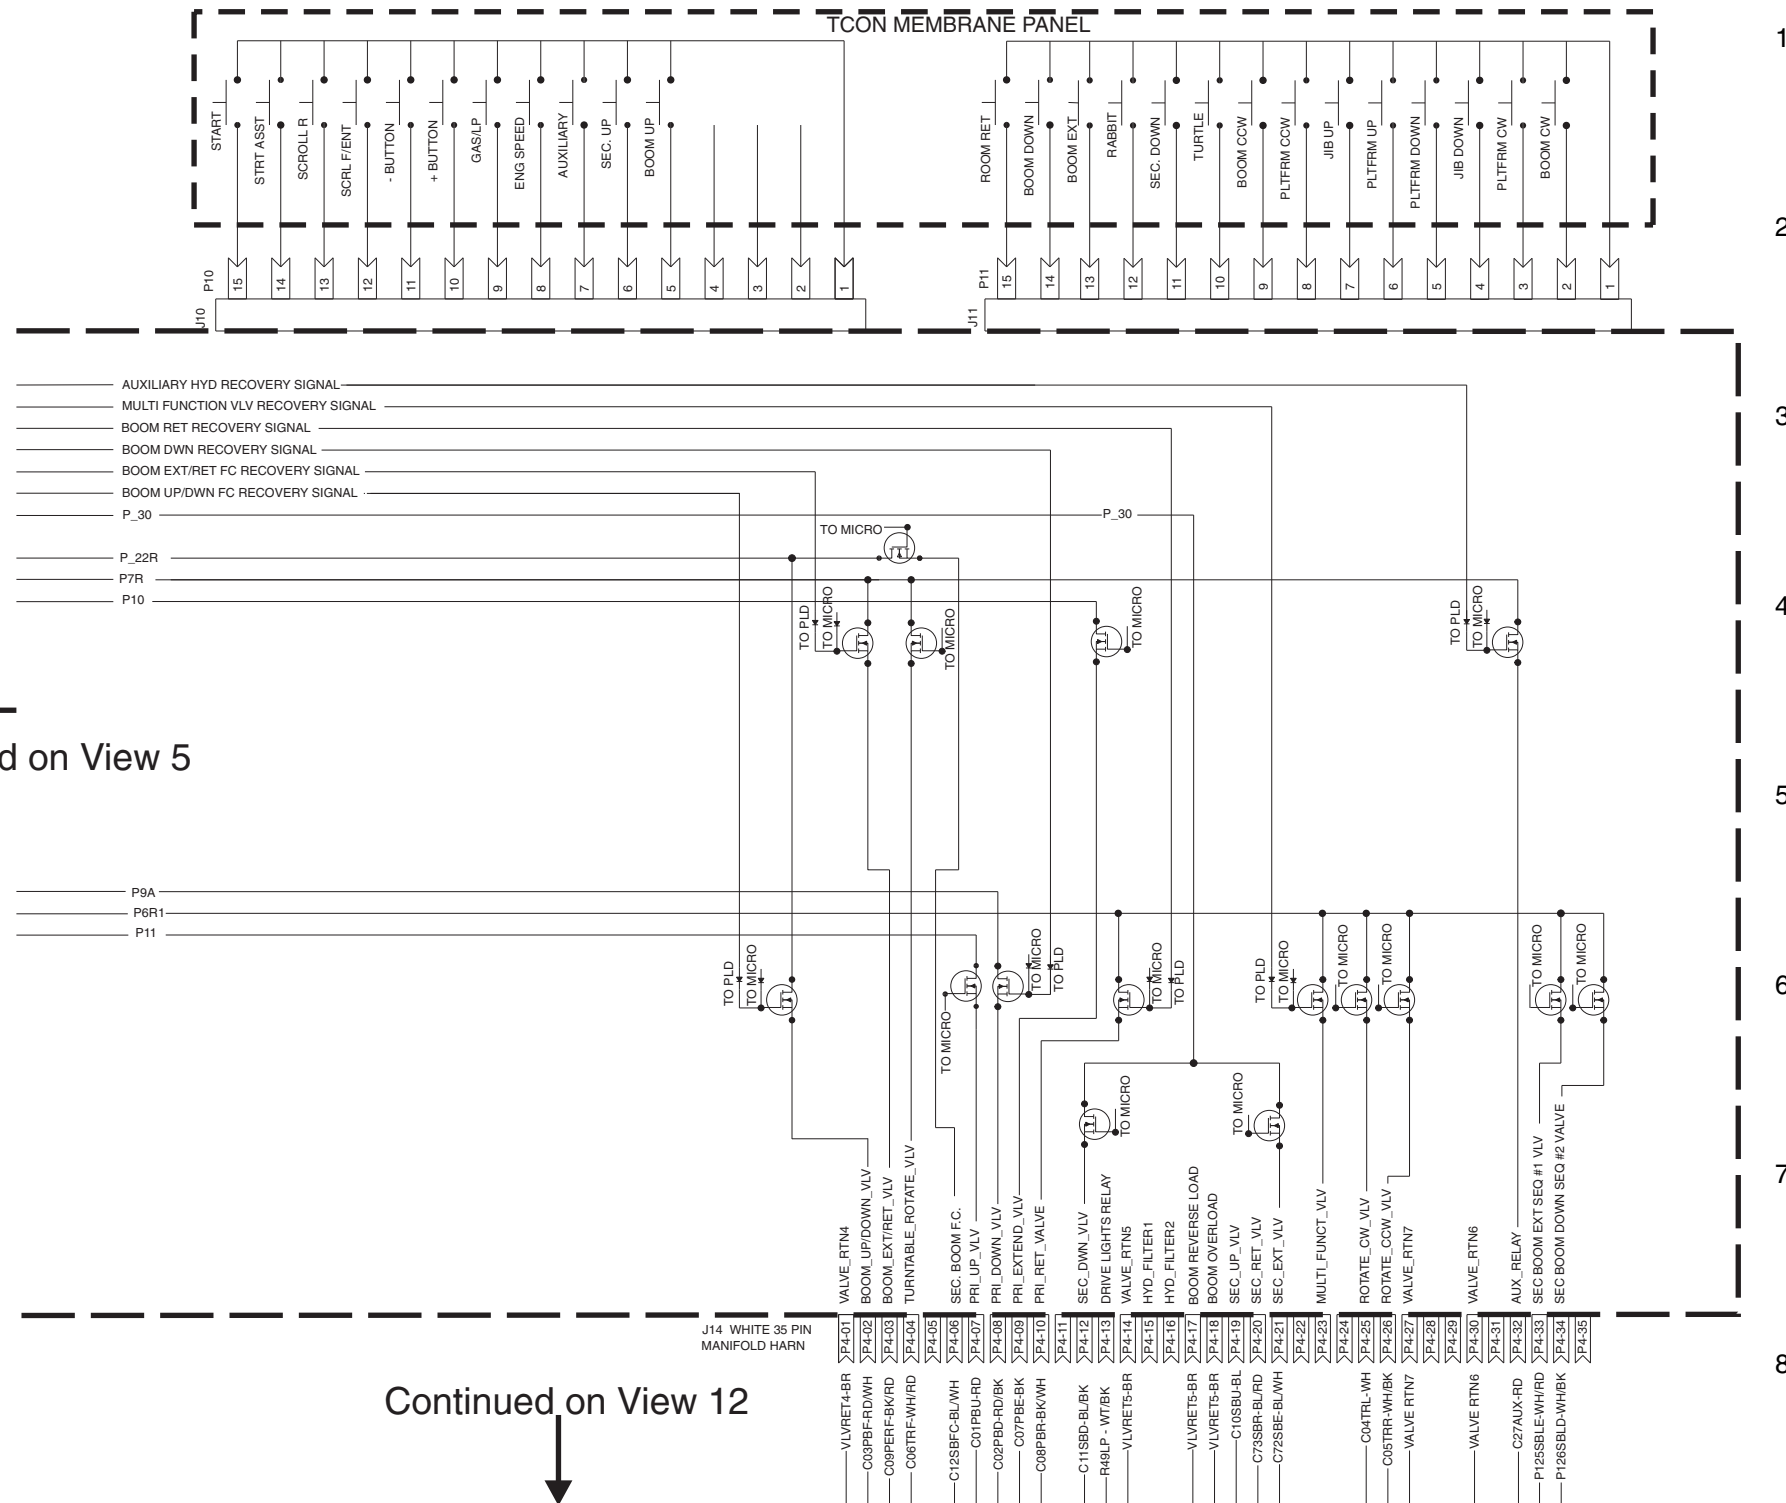 TCON MEMBRANE PANEL
1
START
STRT ASST
SCROLL R
SCRL F/ENT
- BUTTON
+ BUTTON
GAS/LP
ENG SPEED
AUXILIARY
SEC. UP
BOOM UP
ROOM RET
BOOM DOWN
BOOM EXT
RABBIT
SEC. DOWN
TURTLE
BOOM CCW
PLTFRM CCW
JIB UP
PLTFRM UP
PLTFRM DOWN
JIB DOWN
PLTFRM CW
BOOM CW
2
P10
15
14
13
12
11
10
9
8
7
6
5
4
3
2
1
J10
P11
15
14
13
12
11
10
9
8
7
6
5
4
3
2
1
J11
AUXILIARY HYD RECOVERY SIGNAL
MULTI FUNCTION VLV RECOVERY SIGNAL
3
BOOM RET RECOVERY SIGNAL
BOOM DWN RECOVERY SIGNAL
BOOM EXT/RET FC RECOVERY SIGNAL
BOOM UP/DWN FC RECOVERY SIGNAL
P_30
P_30
TO MICRO
P_22R
P7R
P10
4
TO PLD
TO MICRO
TO MICRO
TO MICRO
TO PLD
TO MICRO
d on View 5
5
P9A
P6R1
P11
6
TO PLD
TO MICRO
TO MICRO
TO MICRO
TO PLD
TO MICRO
TO PLD
TO PLD
TO MICRO
TO MICRO
TO MICRO
TO MICRO
TO MICRO
TO MICRO
TO MICRO
7
VALVE_RTN4
BOOM_UP/DOWN_VLV
BOOM_EXT/RET_VLV
TURNTABLE_ROTATE_VLV
SEC. BOOM F.C.
PRI_UP_VLV
PRI_DOWN_VLV
PRI_EXTEND_VLV
PRI_RET_VALVE
SEC_DWN_VLV
DRIVE LIGHTS RELAY
VALVE_RTN5
HYD_FILTER1
HYD_FILTER2
BOOM REVERSE LOAD
BOOM OVERLOAD
SEC_UP_VLV
SEC_RET_VLV
SEC_EXT_VLV
MULTI_FUNCT_VLV
ROTATE_CW_VLV
ROTATE_CCW_VLV
VALVE_RTN7
VALVE_RTN6
AUX_RELAY
SEC BOOM EXT SEQ #1 VLV
SEC BOOM DOWN SEQ #2 VALVE
J14 WHITE 35 PIN
MANIFOLD HARN
P4-01
P4-02
P4-03
P4-04
P4-05
P4-06
P4-07
P4-08
P4-09
P4-10
P4-11
P4-12
P4-13
P4-14
P4-15
P4-16
P4-17
P4-18
P4-19
P4-20
P4-21
P4-22
P4-23
P4-24
P4-25
P4-26
P4-27
P4-28
P4-29
P4-30
P4-31
P4-32
P4-33
P4-34
P4-35
8
Continued on View 12
VLVRET4-BR
C03PBF-RD/WH
C09PERF-BK/RD
C06TRF-WH/RD
C12SBFC-BL/WH
C01PBU-RD
C02PBD-RD/BK
C07PBE-BK
C08PBR-BK/WH
C11SBD-BL/BK
R49LP - WT/BK
VLVRET5-BR
VLVRET5-BR
VLVRET5-BR
C10SBU-BL
C73SBR-BL/RD
C72SBE-BL/WH
C04TRL-WH
C05TRR-WH/BK
VALVE RTN7
VALVE RTN6
C27AUX-RD
P125SBLE-WH/RD
P126SBLD-WH/BK